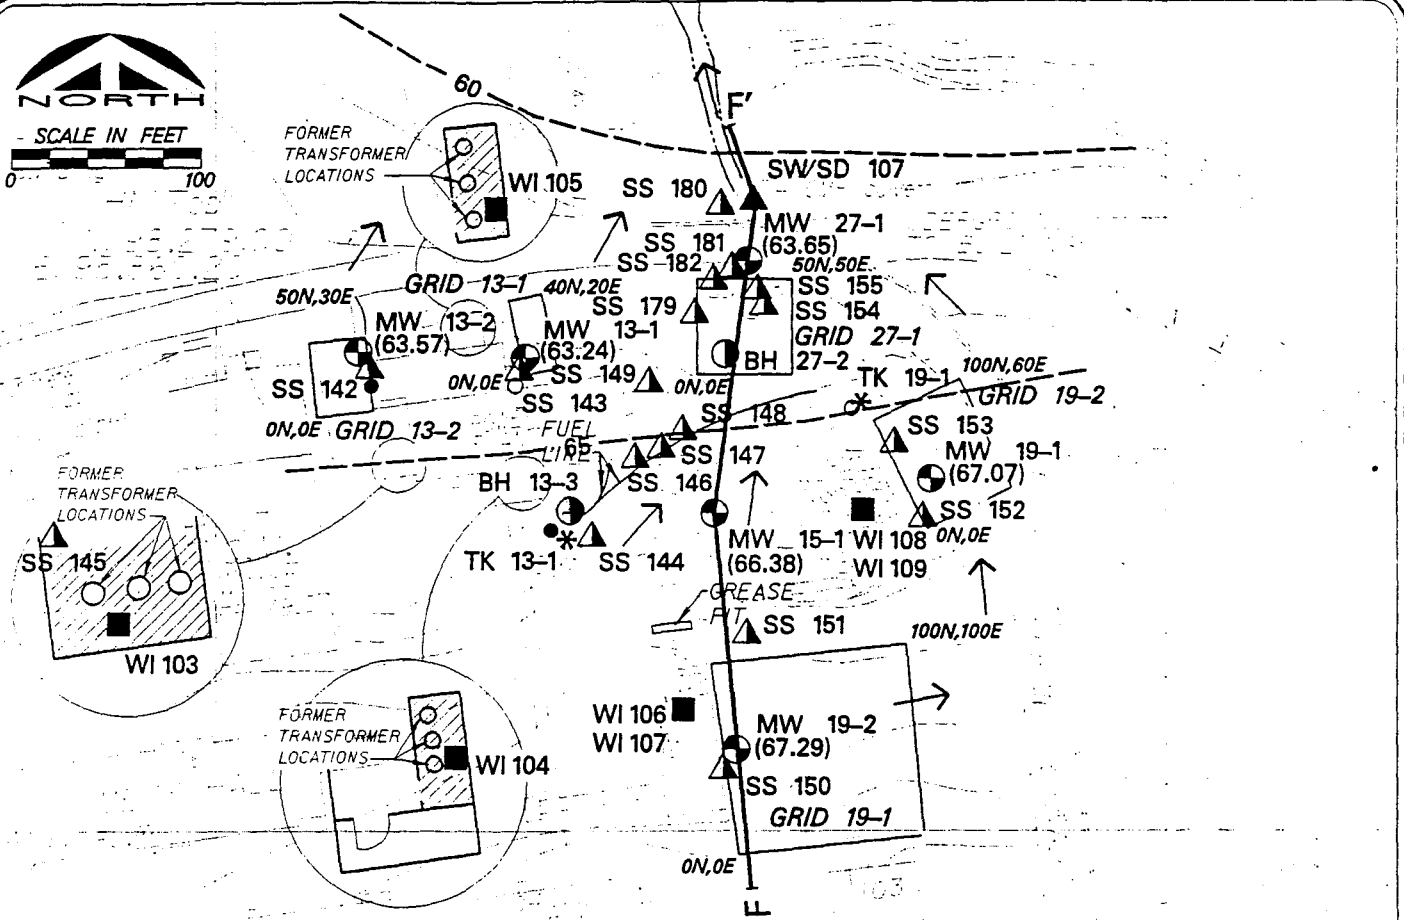 NORTH
SCALE IN FEET
0 100
60
F'
FORMER
TRANSFORMER
LOCATIONS
WI 105
SW/SD 107
SS 180
MW 27-1
(63.65)
SS 181
SS 182
50N,50E
SS 155
SS 154
SS 179
GRID 27-1
GRID 13-1
40N,20E
50N,30E
MW 13-2
(63.57)
MW 13-1
(63.24)
BH 27-2
SS 142
0N,0E
SS 149
0N,0E
SS 143
TK 19-1
100N,60E
GRID 19-2
0N,0E
GRID 13-2
FUEL
LINE
65
SS 148
SS 147
SS 146
SS 153
MW 19-1
(67.07)
SS 152
0N,0E
FORMER
TRANSFORMER
LOCATIONS
SS 145
WI 103
BH 13-3
TK 13-1
SS 144
MW 15-1
(66.38)
WI 108
WI 109
GREASE
PIT
SS 151
100N,100E
FORMER
TRANSFORMER
LOCATIONS
WI 104
WI 106
WI 107
MW 19-2
(67.29)
SS 150
GRID 19-1
0N,0E
F